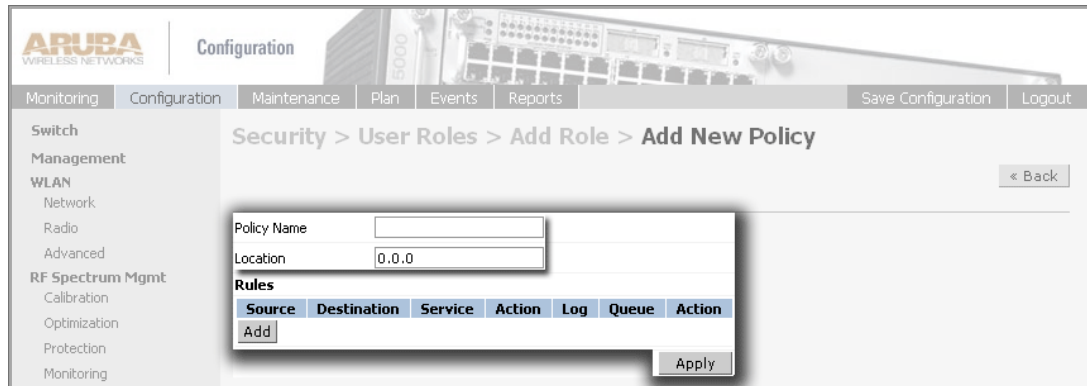 ARUBA
WIRELESS NETWORKS
Configuration
5000
Monitoring Configuration Maintenance Plan Events Reports Save Configuration Logout
Switch
Management
WLAN
Network
Radio
Advanced
RF Spectrum Mgmt
Calibration
Optimization
Protection
Monitoring
Security > User Roles > Add Role > Add New Policy
« Back
Policy Name
Location 0.0.0
Rules
Source Destination Service Action Log Queue Action
Add
Apply